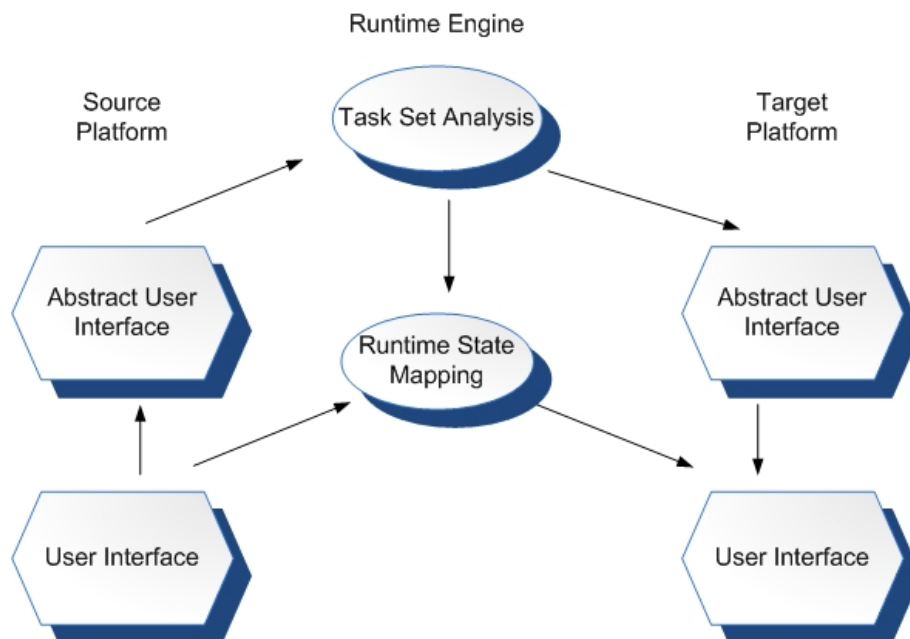 Runtime Engine
Source
Platform
Task Set Analysis
Target
Platform
Abstract User
Interface
Runtime State
Mapping
Abstract User
Interface
User Interface
User Interface